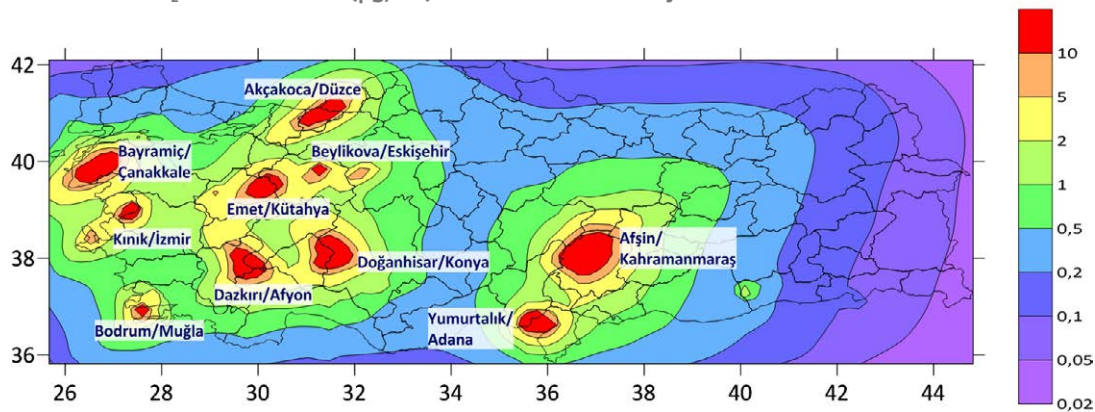 42
40
38
36
26
28
30
32
34
36
38
40
42
44
Akçakoca/Düzce
Bayramiç/
Çanakkale
Beylikova/Eskişehir
Emet/Kütahya
Kınık/İzmir
Doğanhisar/Konya
Dazkırı/Afyon
Bodrum/Muğla
Afşin/
Kahramanmaraş
Yumurtalık/
Adana
10
5
2
1
0,5
0,2
0,1
0,05
0,02